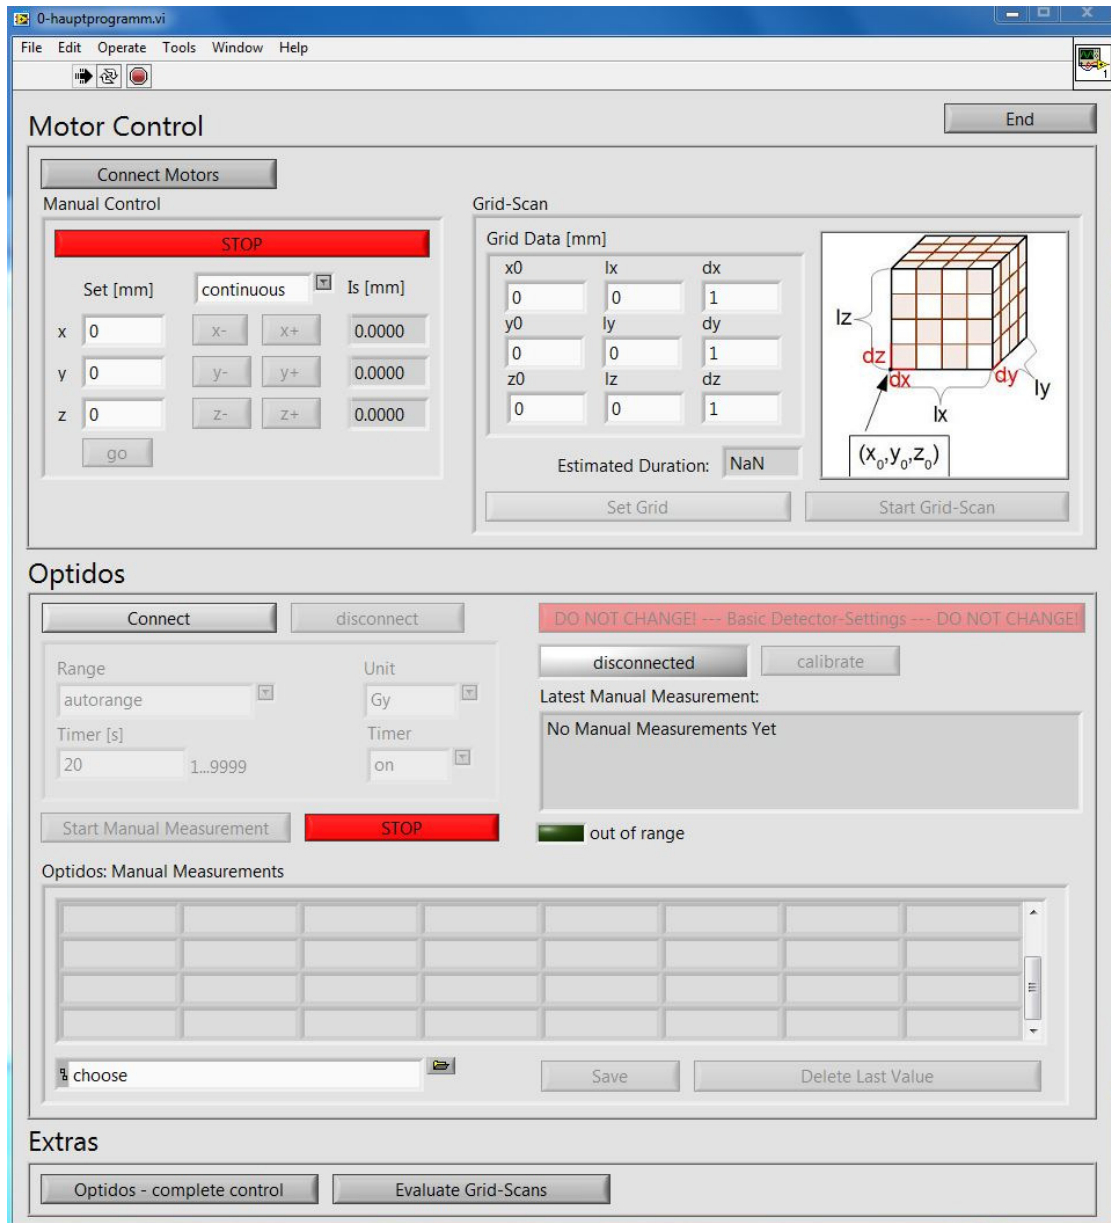 0-hauptprogramm.vi
File Edit Operate Tools Window Help
1
End
Motor Control
Connect Motors
Manual Control
STOP
Set [mm] continuous Is [mm]
x 0 x- x+ 0.0000
y 0 y- y+ 0.0000
z 0 z- z+ 0.0000
go
Grid-Scan
Grid Data [mm]
x0 lx dx
0 0 1
y0 ly dy
0 0 1
z0 lz dz
0 0 1
Estimated Duration: NaN
lz
dz
dx
dy
ly
lx
(x0,y0,z0)
Set Grid Start Grid-Scan
Optidos
Connect disconnect
Range Unit
autorange Gy
Timer [s] Timer
20 1...9999 on
Start Manual Measurement STOP
DO NOT CHANGE! --- Basic Detector-Settings --- DO NOT CHANGE!
disconnected calibrate
Latest Manual Measurement:
No Manual Measurements Yet
out of range
Optidos: Manual Measurements
choose
Save Delete Last Value
Extras
Optidos - complete control Evaluate Grid-Scans